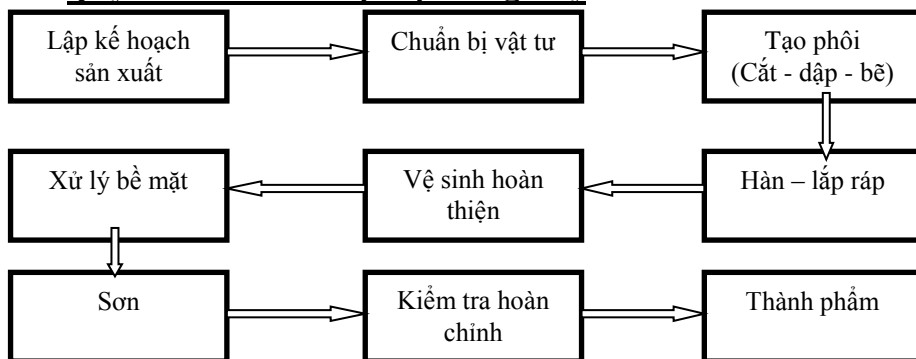 Lập kế hoạch
sản xuất
Chuẩn bị vật tư
Tạo phôi
(Cắt - dập - bẽ)
Hàn – lắp ráp
Vệ sinh hoàn
thiện
Xử lý bề mặt
Sơn
Kiểm tra hoàn
chỉnh
Thành phẩm